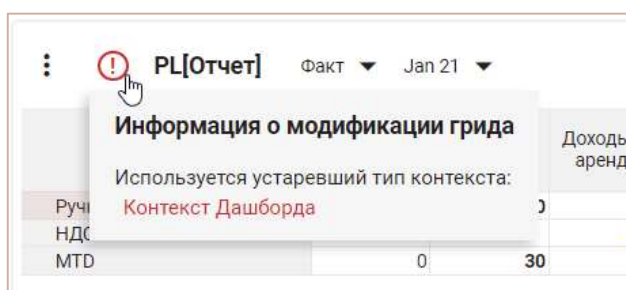 PL[Отчет] Факт Jan 21
Информация о модификации грида
Используется устаревший тип контекста:
Контекст Дашборда
MTD 0 30